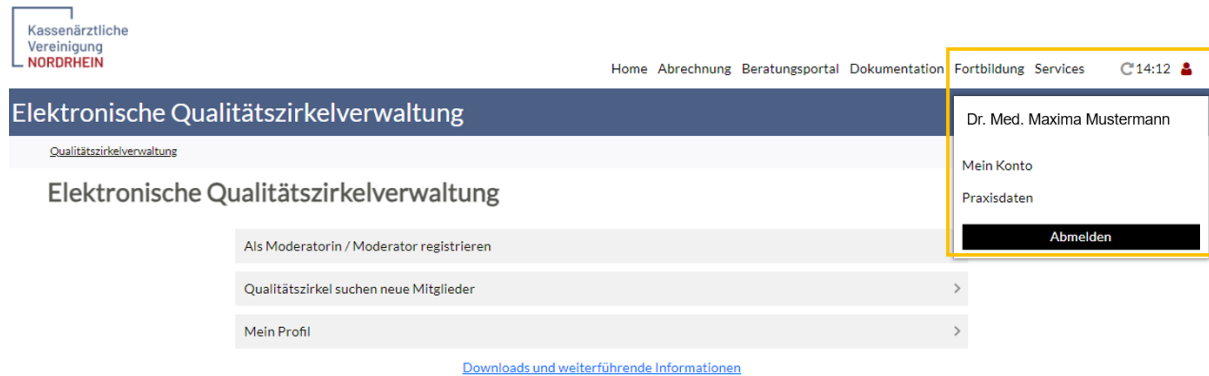 Kassenärztliche
Vereinigung
NORDRHEIN
Home Abrechnung Beratungsportal Dokumentation Fortbildung Services 14:12
Elektronische Qualitätszirkelverwaltung
Dr. Med. Maxima Mustermann
Qualitätszirkelverwaltung
Mein Konto
Elektronische Qualitätszirkelverwaltung
Praxisdaten
Abmelden
Als Moderatorin / Moderator registrieren
Qualitätszirkel suchen neue Mitglieder
Mein Profil
Downloads und weiterführende Informationen